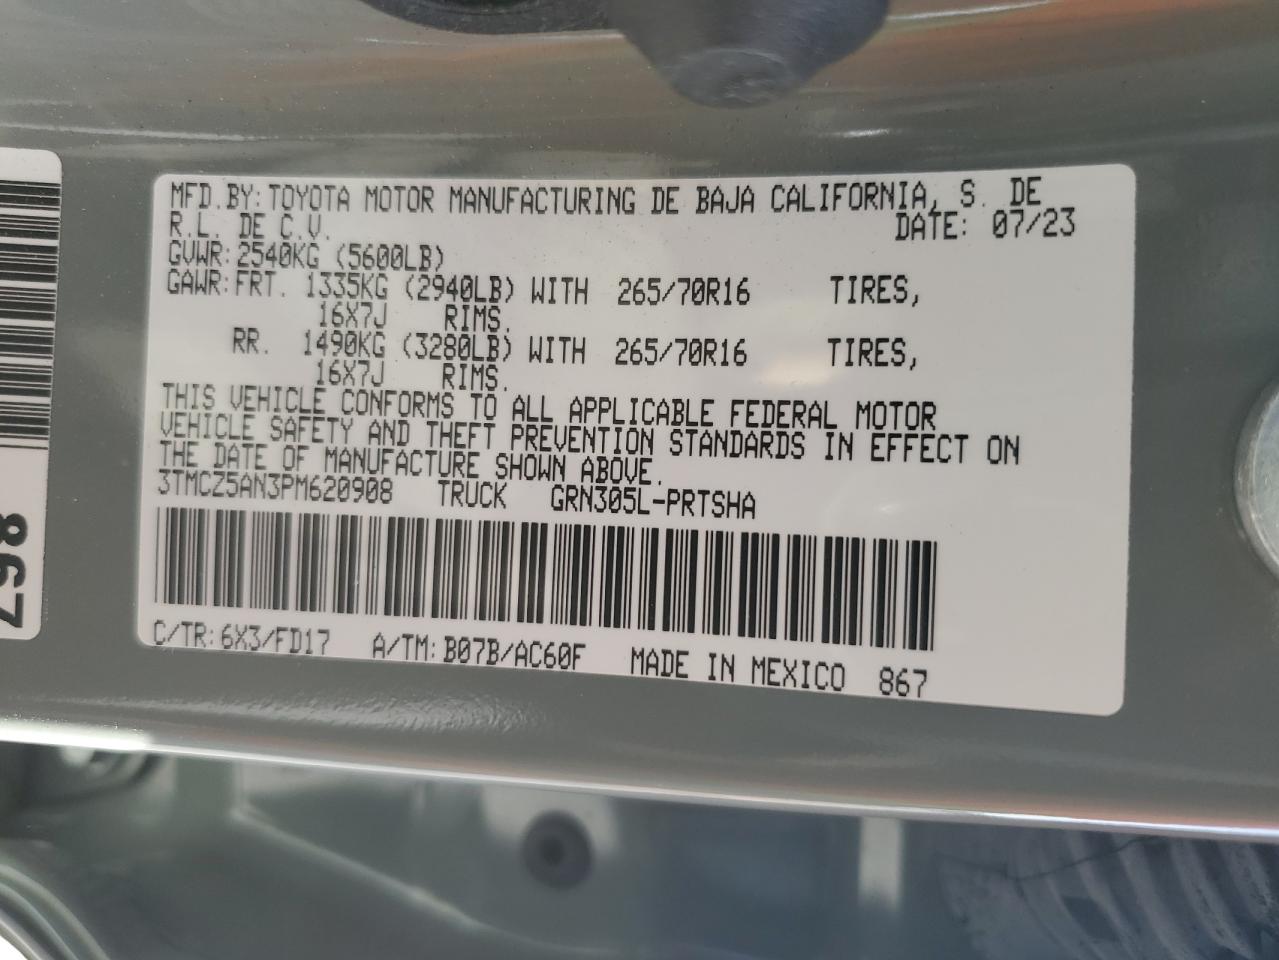 MFD.BY:TOYOTA MOTOR MANUFACTURING DE BAJA CALIFORNIA, S. DE
R.L. DE C.V. DATE: 07/23
GVWR:2540KG (5600LB)
GAWR:FRT. 1335KG (2940LB) WITH 265/70R16 TIRES,
16X7J RIMS.
RR. 1490KG (3280LB) WITH 265/70R16 TIRES,
16X7J RIMS.
THIS VEHICLE CONFORMS TO ALL APPLICABLE FEDERAL MOTOR
VEHICLE SAFETY AND THEFT PREVENTION STANDARDS IN EFFECT ON
THE DATE OF MANUFACTURE SHOWN ABOVE.
3TMCZ5AN3PM620908 TRUCK GRN305L-PRTSHA
C/TR:6X3/FD17 A/TM:B07B/AC60F MADE IN MEXICO 867
867